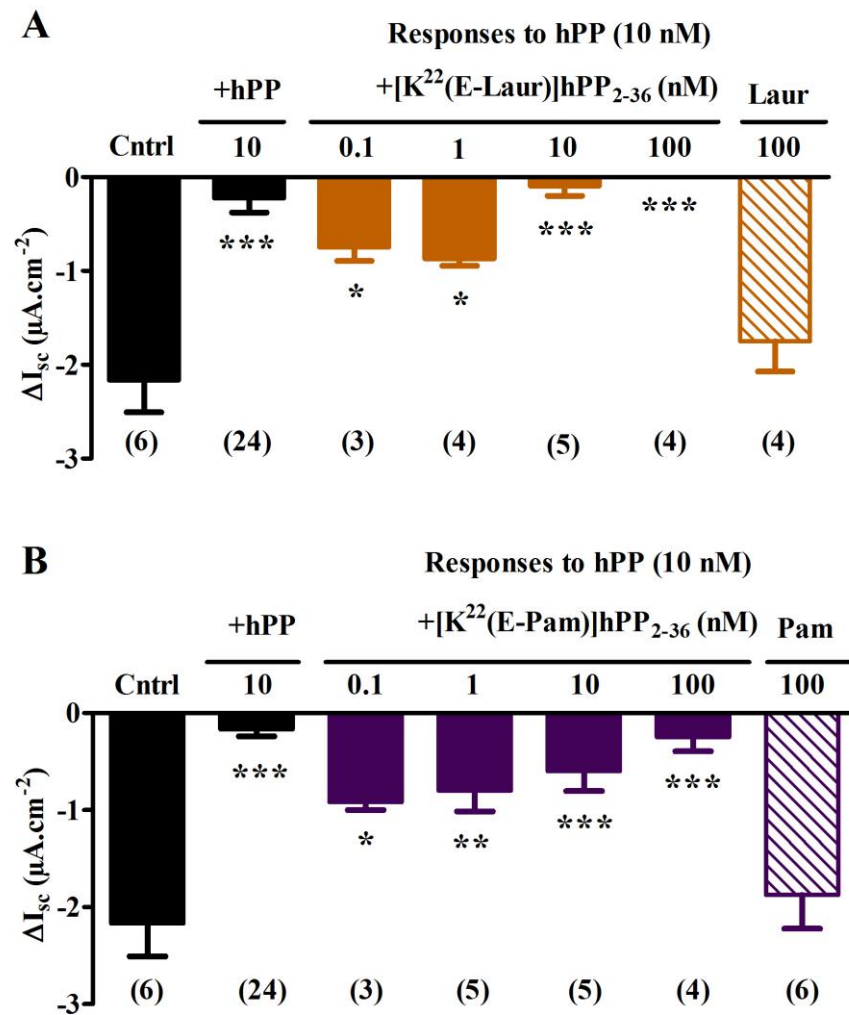 A
Responses to hPP (10 nM)
+hPP +[K²²(E-Laur)]hPP₂₋₃₆ (nM) Laur
Cntrl 10 0.1 1 10 100 100
0
-1
-2
-3
ΔIsc (µA.cm⁻²)
*** * * *** ***
(6) (24) (3) (4) (5) (4) (4)
B
Responses to hPP (10 nM)
+hPP +[K²²(E-Pam)]hPP₂₋₃₆ (nM) Pam
Cntrl 10 0.1 1 10 100 100
0
-1
-2
-3
ΔIsc (µA.cm⁻²)
*** * ** *** ***
(6) (24) (3) (5) (5) (4) (6)